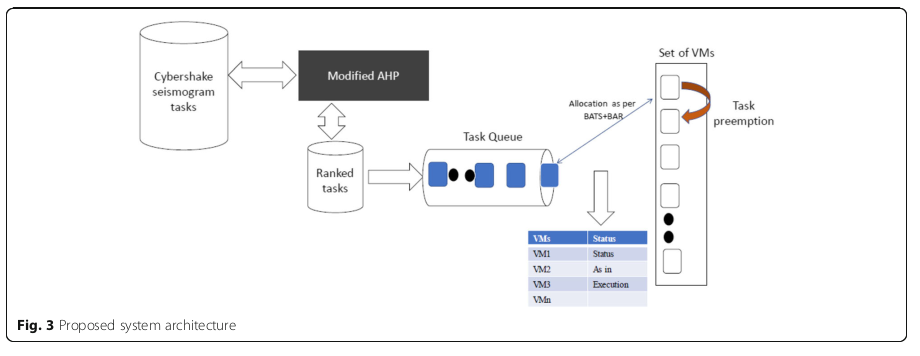 Cybershake
seismogram
tasks
Modified AHP
Ranked
tasks
Task Queue
Allocation as per
BATS+BAR
Set of VMs
Task
preemption
VMs Status
VM1 Status
VM2 As in
VM3 Execution
VMn
Fig. 3 Proposed system architecture